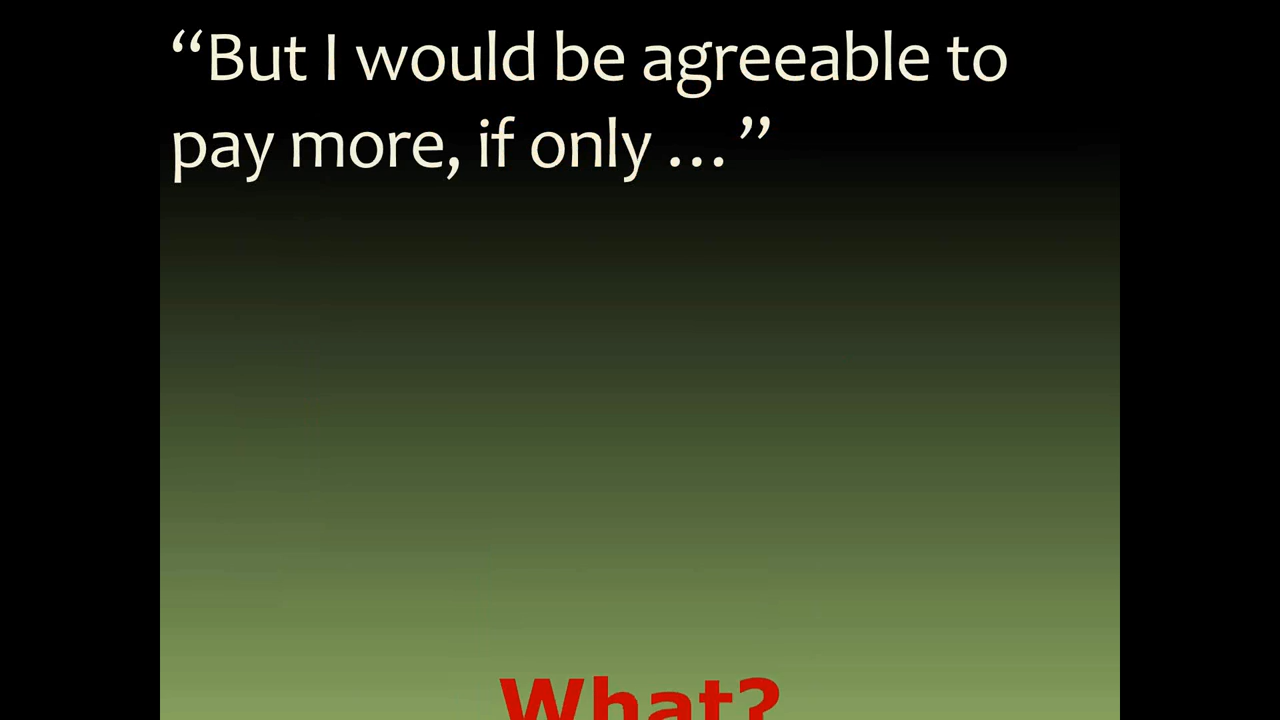 “But I would be agreeable to
pay more, if only …”
What?